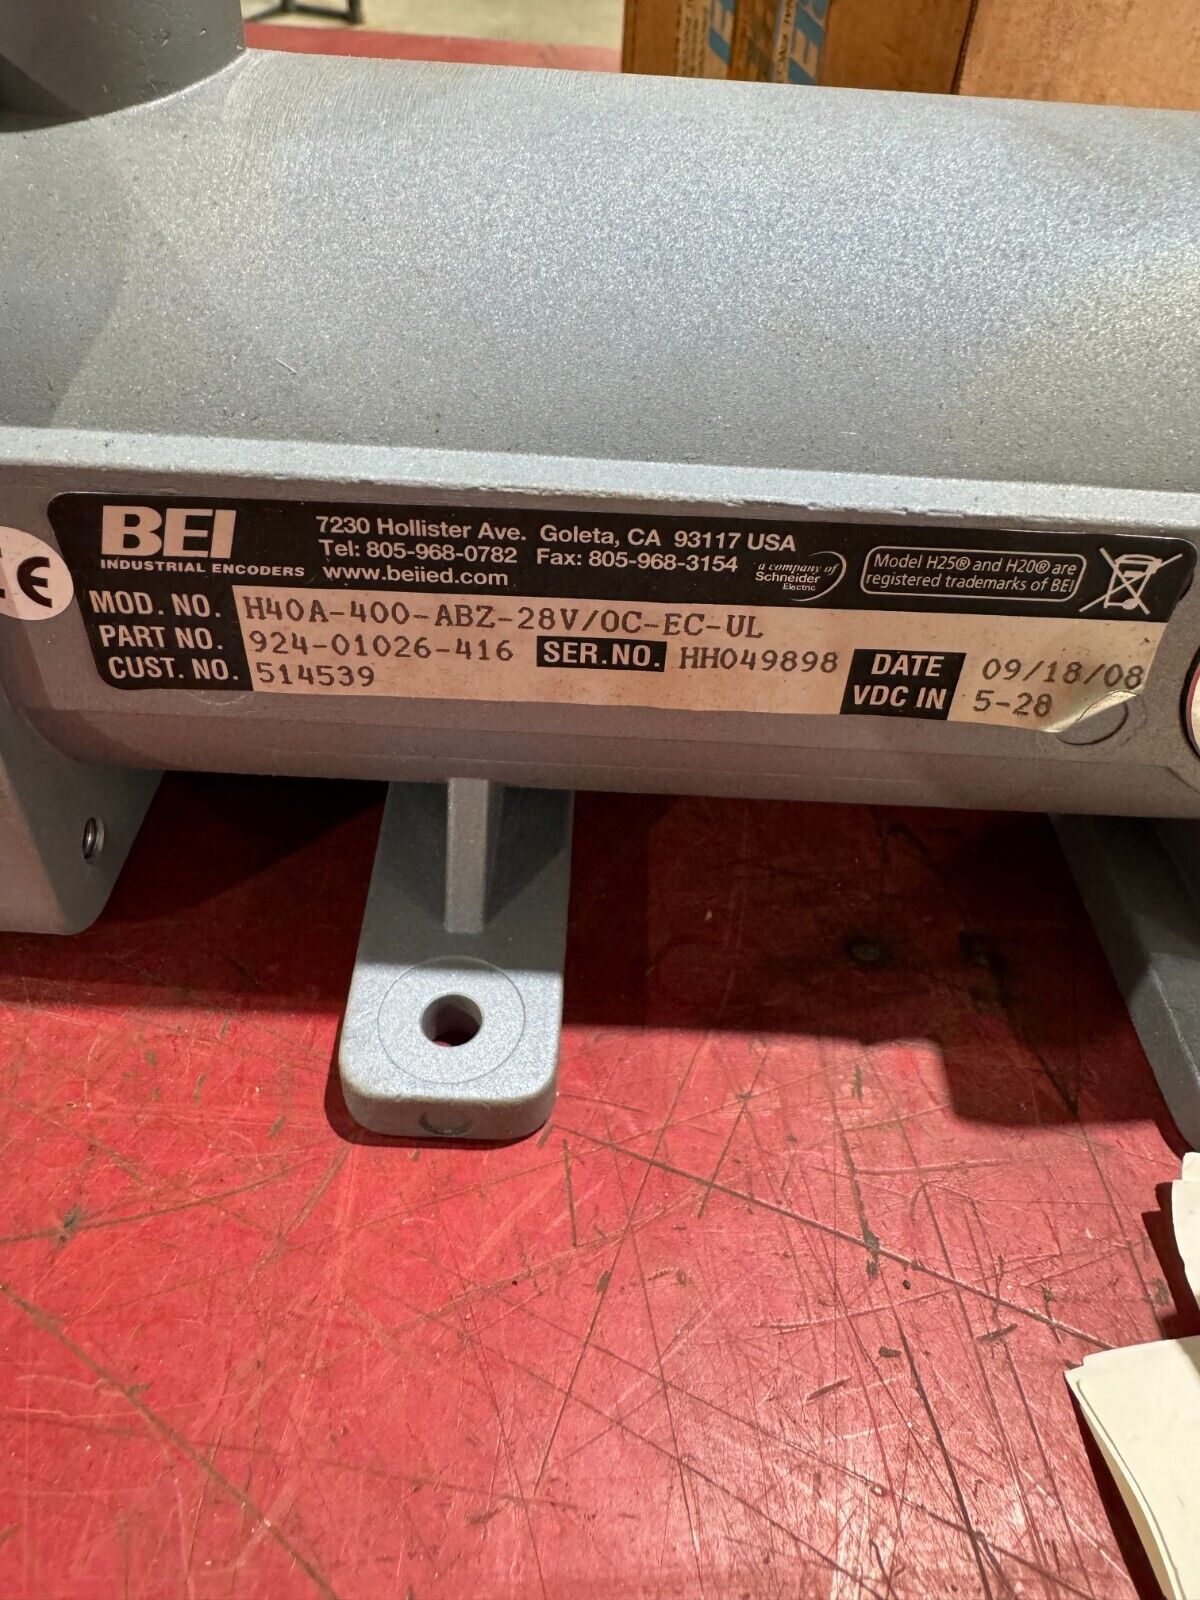 BEI
INDUSTRIAL ENCODERS
7230 Hollister Ave. Goleta, CA 93117 USA
Tel: 805-968-0782 Fax: 805-968-3154
www.beiied.com
a company of
Schneider
Electric
Model H25® and H20® are
registered trademarks of BEI
CE
MOD. NO. H40A-400-ABZ-28V/OC-EC-UL
PART NO. 924-01026-416 SER.NO. HH049898 DATE 09/18/08
CUST. NO. 514539 VDC IN 5-28